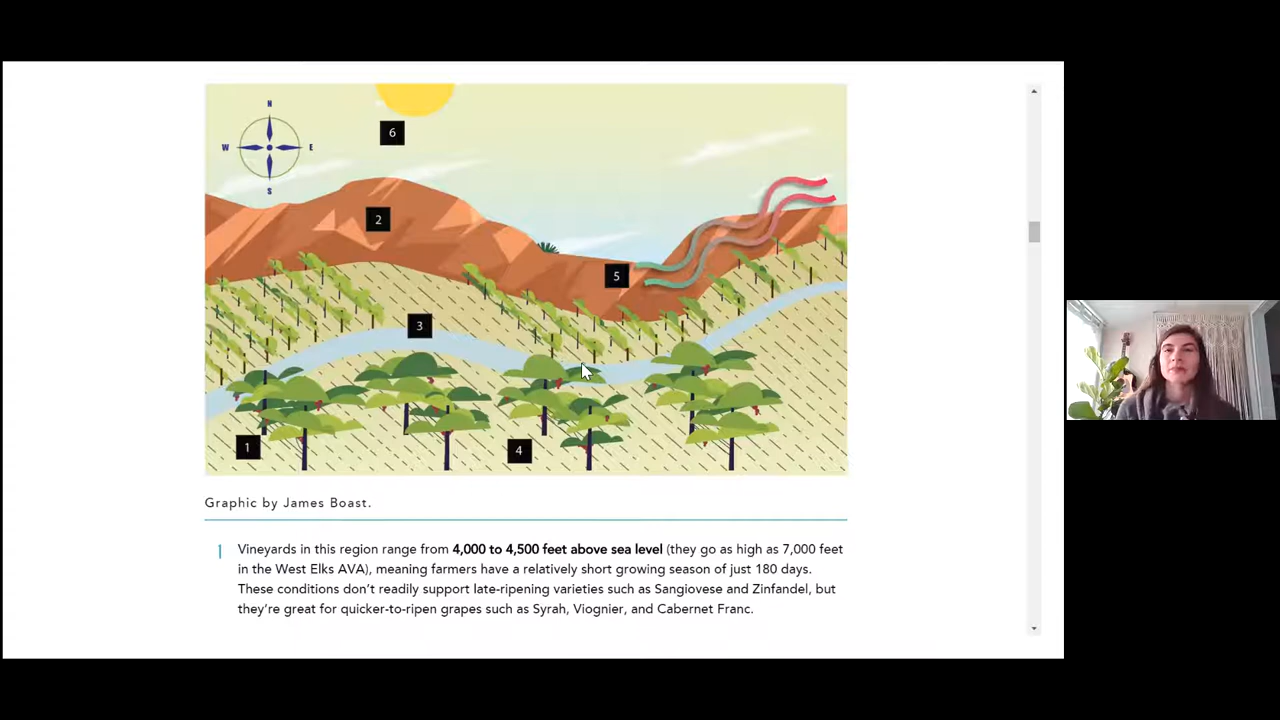 N
6
W E
S
2
5
3
1
4
Graphic by James Boast.
1 Vineyards in this region range from 4,000 to 4,500 feet above sea level (they go as high as 7,000 feet
in the West Elks AVA), meaning farmers have a relatively short growing season of just 180 days.
These conditions don’t readily support late-ripening varieties such as Sangiovese and Zinfandel, but
they’re great for quicker-to-ripen grapes such as Syrah, Viognier, and Cabernet Franc.